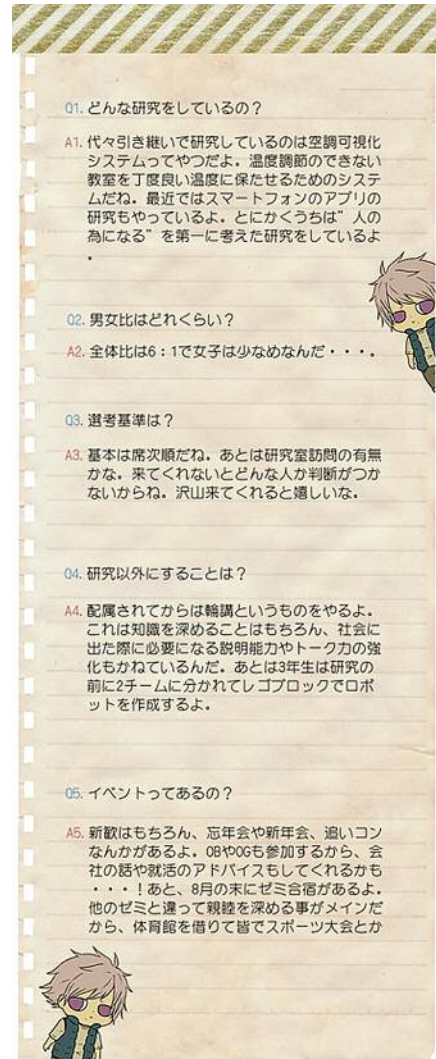 Q1. どんな研究をしているの？
A1. 代々引き継いで研究しているのは空調可視化
システムってやつだよ。温度調節のできない
教室を丁度良い温度に保たせるためのシステ
ムだね。最近ではスマートフォンのアプリの
研究もやっているよ。とにかくうちは”人の
為になる”を第一に考えた研究をしているよ
。
Q2. 男女比はどれくらい？
A2. 全体比は6：1で女子は少なめなんだ・・・。
Q3. 選考基準は？
A3. 基本は席次順だね。あとは研究室訪問の有無
かな。来てくれないとどんな人か判断がつか
ないからね。沢山来てくれると嬉しいな。
Q4. 研究以外にすることは？
A4. 配属されてからは輪講というものをやるよ。
これは知識を深めることはもちろん、社会に
出た際に必要になる説明能力やトーク力の強
化もかねているんだ。あとは3年生は研究の
前に2チームに分かれてレゴブロックでロボ
ットを作成するよ。
Q5. イベントってあるの？
A5. 新歓はもちろん、忘年会や新年会、追いコン
なんかがあるよ。OBやOGも参加するから、会
社の話や就活のアドバイスもしてくれるかも
・・・！あと、8月の末にゼミ合宿があるよ。
他のゼミと違って親睦を深める事がメインだ
から、体育館を借りて皆でスポーツ大会とか